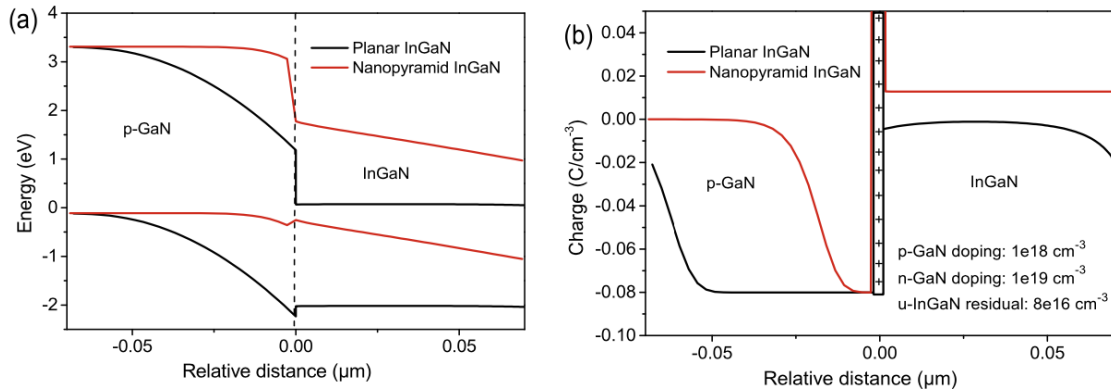 (a)
Planar InGaN
Nanopyramid InGaN
p-GaN
InGaN
Energy (eV)
4
3
2
1
0
-1
-2
-0.05
0.00
0.05
Relative distance (μm)
(b)
Planar InGaN
Nanopyramid InGaN
p-GaN
InGaN
p-GaN doping: 1e18 cm-3
n-GaN doping: 1e19 cm-3
u-InGaN residual: 8e16 cm-3
Charge (C/cm-3)
0.04
0.02
0.00
-0.02
-0.04
-0.06
-0.08
-0.10
+
+
+
+
+
+
+
+
+
+
+
+
-0.05
0.00
0.05
Relative distance (μm)